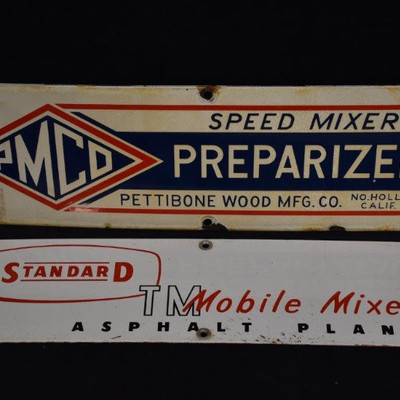 SPEED MIXER
PMCO PREPARIZE
PETTIBONE WOOD MFG. CO. NO. HOLL
CALIF.
STANDARD
TM Mobile Mixe
ASPHALT PLAN